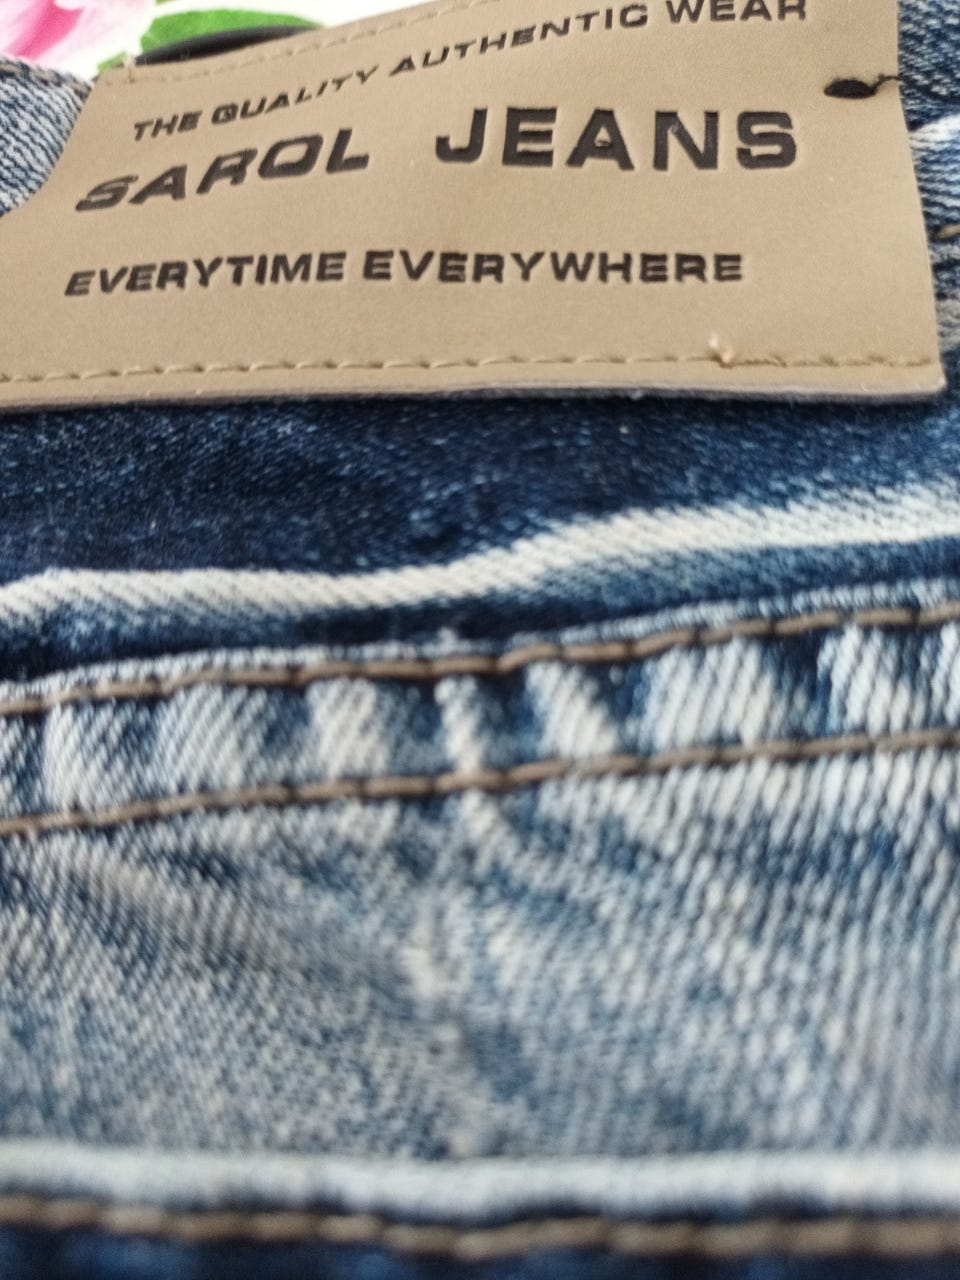 THE QUALITY AUTHENTIC WEAR
SAROL JEANS
EVERYTIME EVERYWHERE